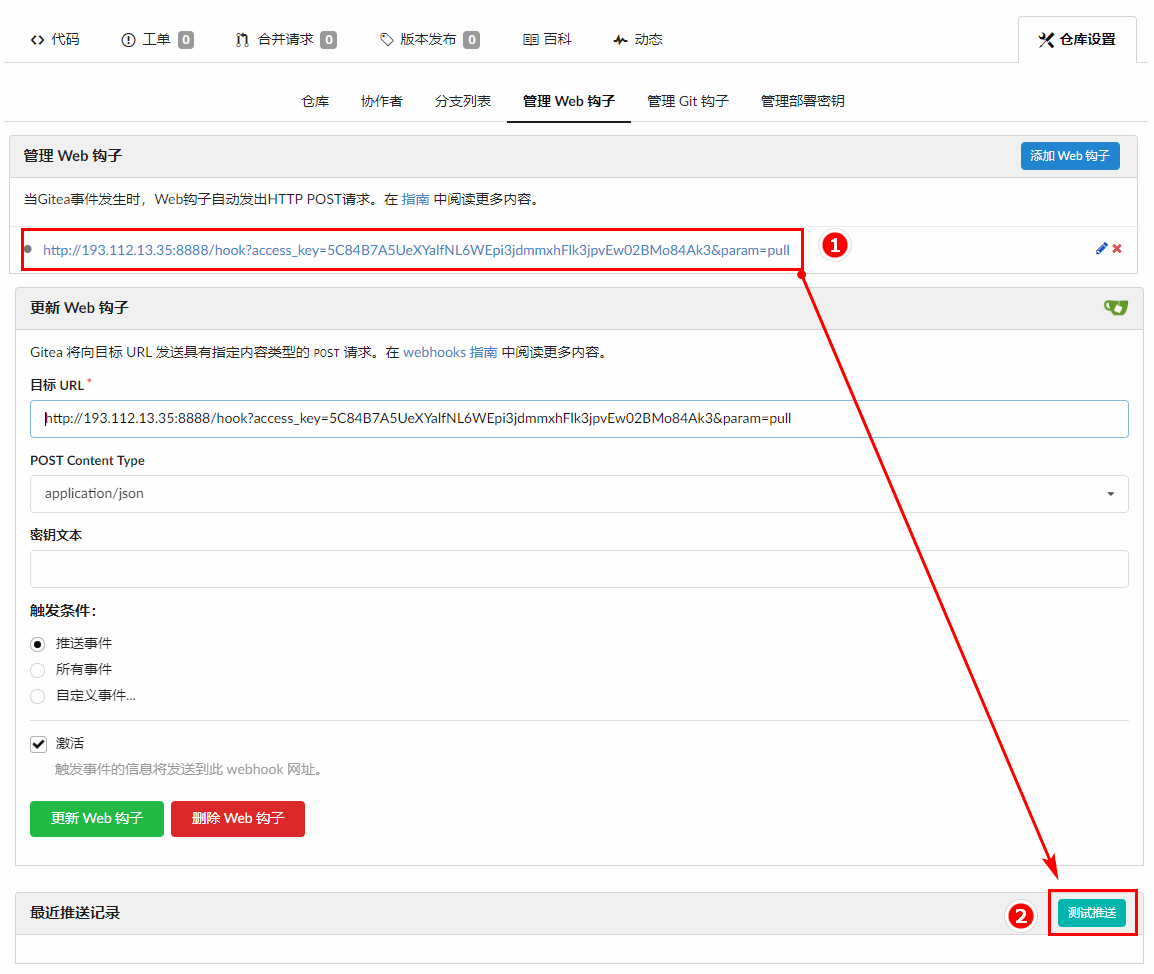 代码 工单 0 合并请求 0 版本发布 0 百科 动态 仓库设置
仓库 协作者 分支列表 管理 Web 钩子 管理 Git 钩子 管理部署密钥
管理 Web 钩子 添加 Web 钩子
当Gitea事件发生时，Web钩子自动发出HTTP POST请求。在 指南 中阅读更多内容。
http://193.112.13.35:8888/hook?access_key=5C84B7A5UeXYalfNL6WEpi3jdmmxhFlk3jpvEw02BMo84Ak3&param=pull 1
更新 Web 钩子
Gitea 将向目标 URL 发送具有指定内容类型的 POST 请求。在 webhooks 指南 中阅读更多内容。
目标 URL *
http://193.112.13.35:8888/hook?access_key=5C84B7A5UeXYalfNL6WEpi3jdmmxhFlk3jpvEw02BMo84Ak3&param=pull
POST Content Type
application/json
密钥文本
触发条件：
推送事件
所有事件
自定义事件...
激活
触发事件的信息将发送到此 webhook 网址。
更新 Web 钩子 删除 Web 钩子
最近推送记录 2 测试推送